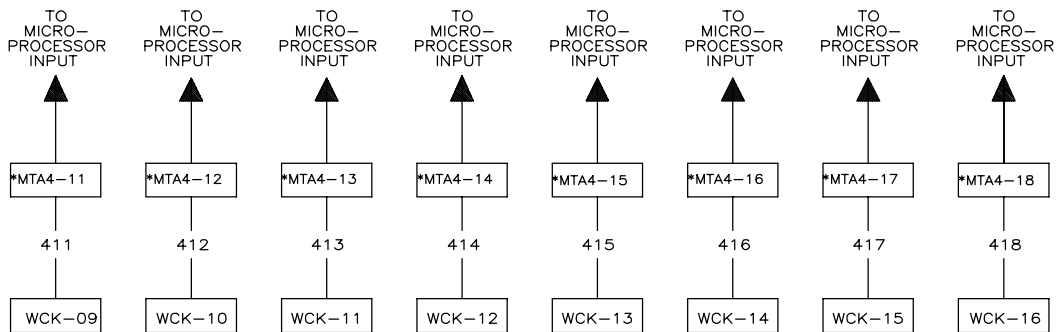 TO TO TO TO TO TO TO TO
MICRO- MICRO- MICRO- MICRO- MICRO- MICRO- MICRO- MICRO-
PROCESSOR PROCESSOR PROCESSOR PROCESSOR PROCESSOR PROCESSOR PROCESSOR PROCESSOR
INPUT INPUT INPUT INPUT INPUT INPUT INPUT INPUT
*MTA4-11 *MTA4-12 *MTA4-13 *MTA4-14 *MTA4-15 *MTA4-16 *MTA4-17 *MTA4-18
411 412 413 414 415 416 417 418
WCK-09 WCK-10 WCK-11 WCK-12 WCK-13 WCK-14 WCK-15 WCK-16